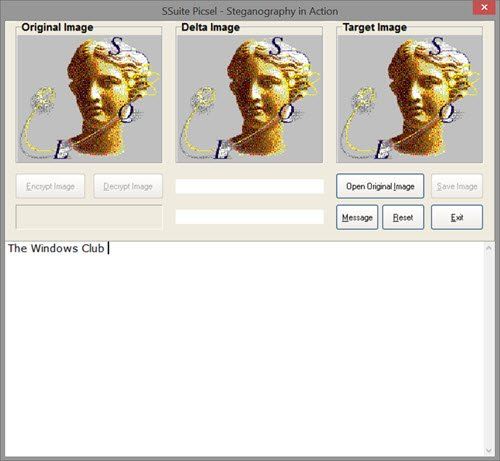 SSuite Picsel - Steganography in Action
Original Image
Delta Image
Target Image
S
Q
L
S
Q
L
S
Q
L
Encrypt Image
Decrypt Image
Open Original Image
Save Image
Message
Reset
Exit
The Windows Club